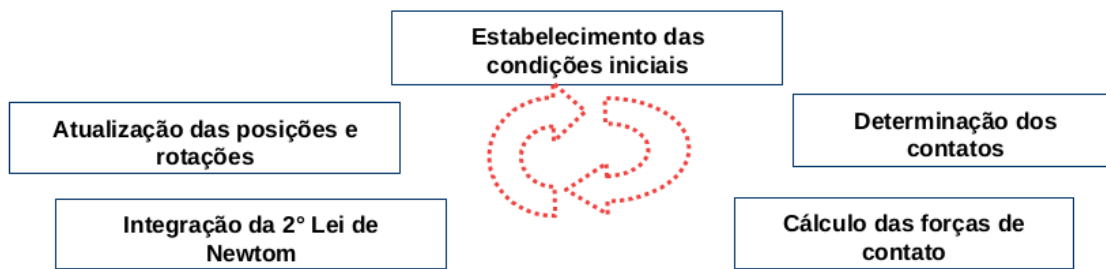 Estabelecimento das
condições iniciais
Atualização das posições e
rotações
Determinação dos
contatos
Integração da 2° Lei de
Newtom
Cálculo das forças de
contato